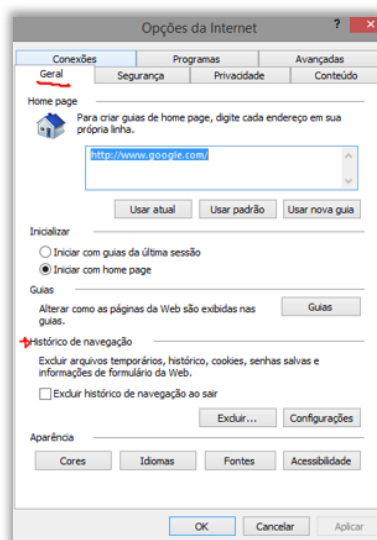 Opções da Internet
?
Conexões Programas Avançadas
Geral Segurança Privacidade Conteúdo
Home page
Para criar guias de home page, digite cada endereço em sua
própria linha.
http://www.google.com/
Usar atual Usar padrão Usar nova guia
Inicializar
Iniciar com guias da última sessão
Iniciar com home page
Guias
Alterar como as páginas da Web são exibidas nas
guias.
Guias
Histórico de navegação
Excluir arquivos temporários, histórico, cookies, senhas salvas e
informações de formulário da Web.
Excluir histórico de navegação ao sair
Excluir... Configurações
Aparência
Cores Idiomas Fontes Acessibilidade
OK Cancelar Aplicar